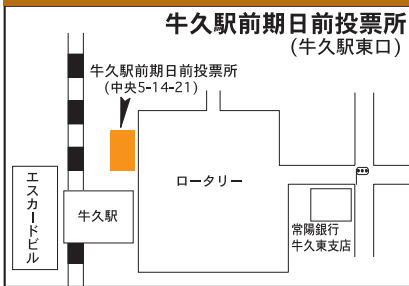 牛久駅前期日前投票所
(牛久駅東口)
牛久駅前期日前投票所
(中央5-14-21)
ロータリー
エスカードビル
牛久駅
常陽銀行
牛久東支店